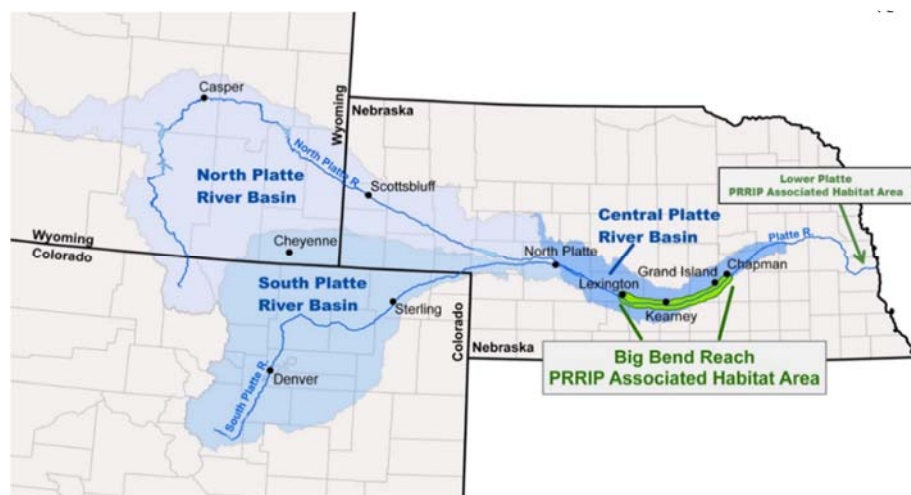 Casper
Wyoming
Nebraska
North Platte R.
North Platte
River Basin
Scottsbluff
Lower Platte
PRRIP Associated Habitat Area
Wyoming
Colorado
Cheyenne
North Platte
Central Platte
River Basin
Platte R.
South Platte
River Basin
Lexington
Grand Island
Chapman
Sterling
Kearney
Colorado
Nebraska
Big Bend Reach
PRRIP Associated Habitat Area
Denver
South Platte R.